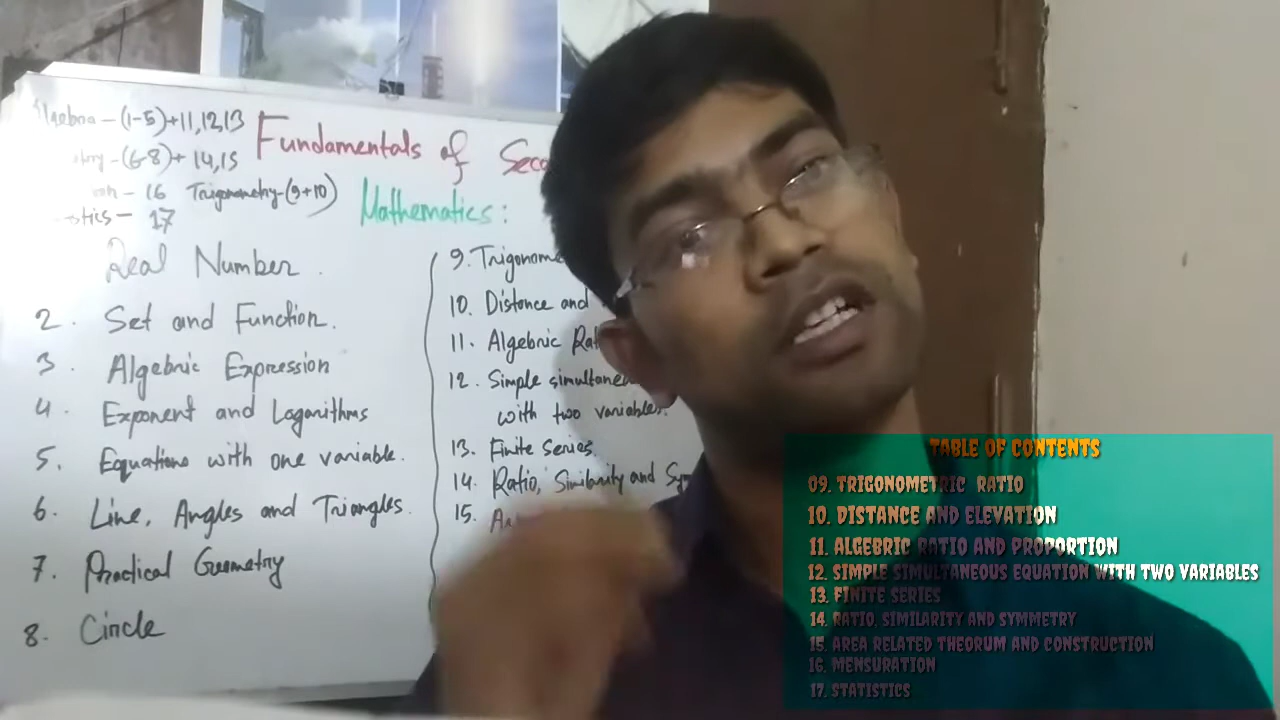 – (1-5)+11,12,13
– (6-8)+ 14,15
– 16 Trigonometry-(9+10)
– 17
Fundamentals of
Mathematics:
Real Number.
2. Set and Function.
3. Algebric Expression
4. Exponent and Logarithms
5. Equations with one variable.
6. Line, Angles and Triangles.
7. Practical Geometry
8. Circle
9. Trigonome
10. Distance and
11. Algebric Rat
12. Simple simultaneou
with two variables.
13. Finite Series.
14. Ratio, Similarity and Sy
15. A
TABLE OF CONTENTS
09. TRIGONOMETRIC RATIO
10. DISTANCE AND ELEVATION
11. ALGEBRIC RATIO AND PROPORTION
12. SIMPLE SIMULTANEOUS EQUATION WITH TWO VARIABLES
13. FINITE SERIES
14. RATIO, SIMILARITY AND SYMMETRY
15. AREA RELATED THEORUM AND CONSTRUCTION
16. MENSURATION
17. STATISTICS